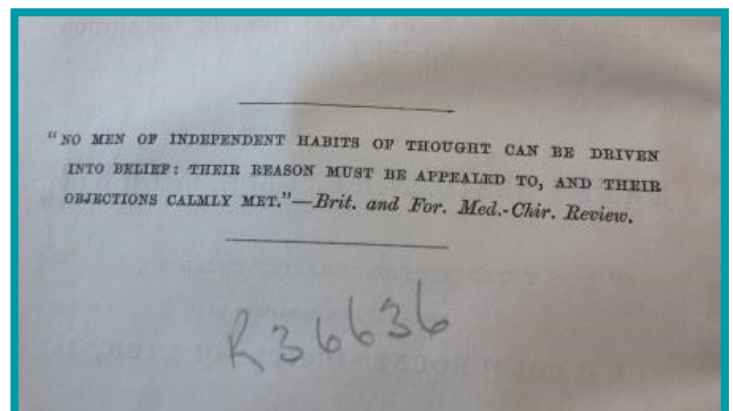 “NO MEN OF INDEPENDENT HABITS OF THOUGHT CAN BE DRIVEN
INTO BELIEF: THEIR REASON MUST BE APPEALED TO, AND THEIR
OBJECTIONS CALMLY MET.”—Brit. and For. Med.-Chir. Review.
R36636